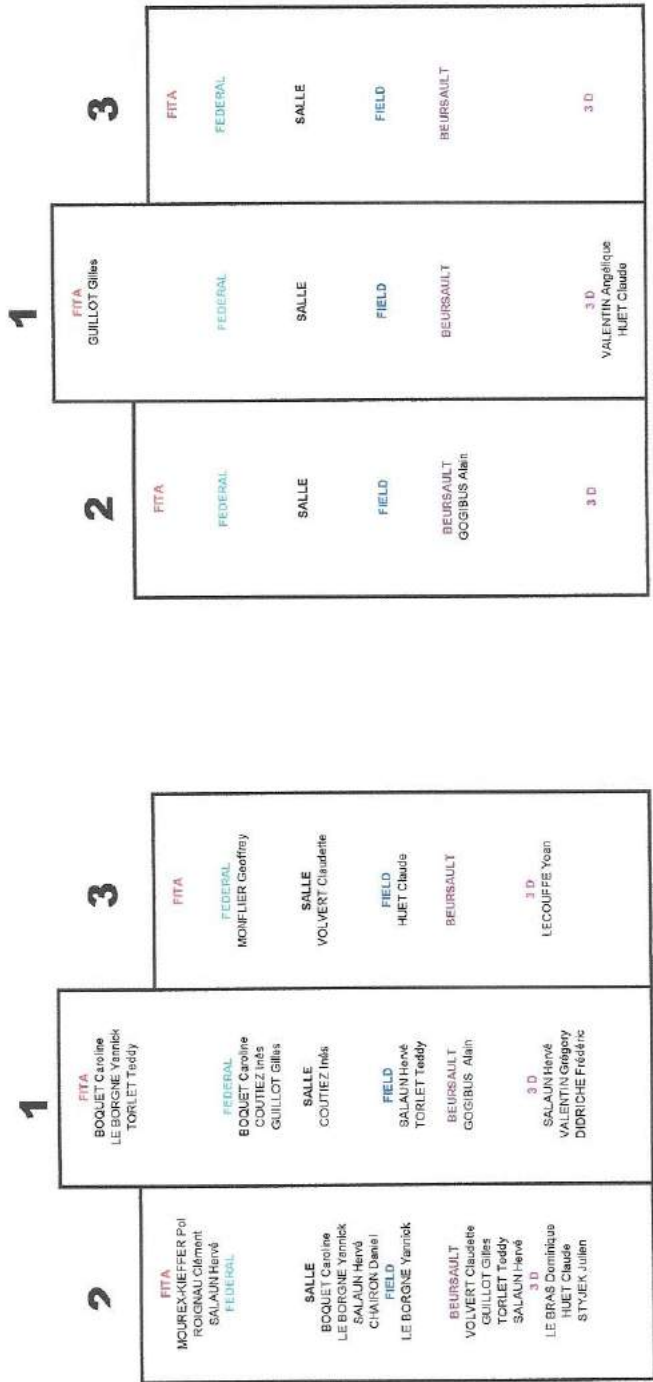 2
FITA
MOUREX-KIEFFER Pol
ROIGNAU Clément
SALAUN Hervé
FEDERAL
SALLE
BOQUET Caroline
LE BORGNE Yannick
SALAUN Hervé
CHAIRON Daniel
FIELD
LE BORGNE Yannick
BEURSAULT
VOLVERT Claudette
GUILLOT Gilles
TORLET Teddy
SALAUN Hervé
3 D
LE BRAS Dominique
HUET Claude
STYJEK Julien
1
FITA
BOQUET Caroline
LE BORGNE Yannick
TORLET Teddy
FEDERAL
BOQUET Caroline
COUTIEZ Inès
GUILLOT Gilles
SALLE
COUTIEZ Inès
FIELD
SALAUN Hervé
TORLET Teddy
BEURSAULT
GOGIBUS Alain
3 D
SALAUN Hervé
VALENTIN Grégory
DIDRICHE Frédéric
3
FITA
FEDERAL
MONFLIER Geoffrey
SALLE
VOLVERT Claudette
FIELD
HUET Claude
BEURSAULT
3 D
LECOUFFE Yoan
2
FITA
FEDERAL
SALLE
FIELD
BEURSAULT
GOGIBUS Alain
3 D
1
FITA
GUILLOT Gilles
FEDERAL
SALLE
FIELD
BEURSAULT
3 D
VALENTIN Angélique
HUET Claude
3
FITA
FEDERAL
SALLE
FIELD
BEURSAULT
3 D